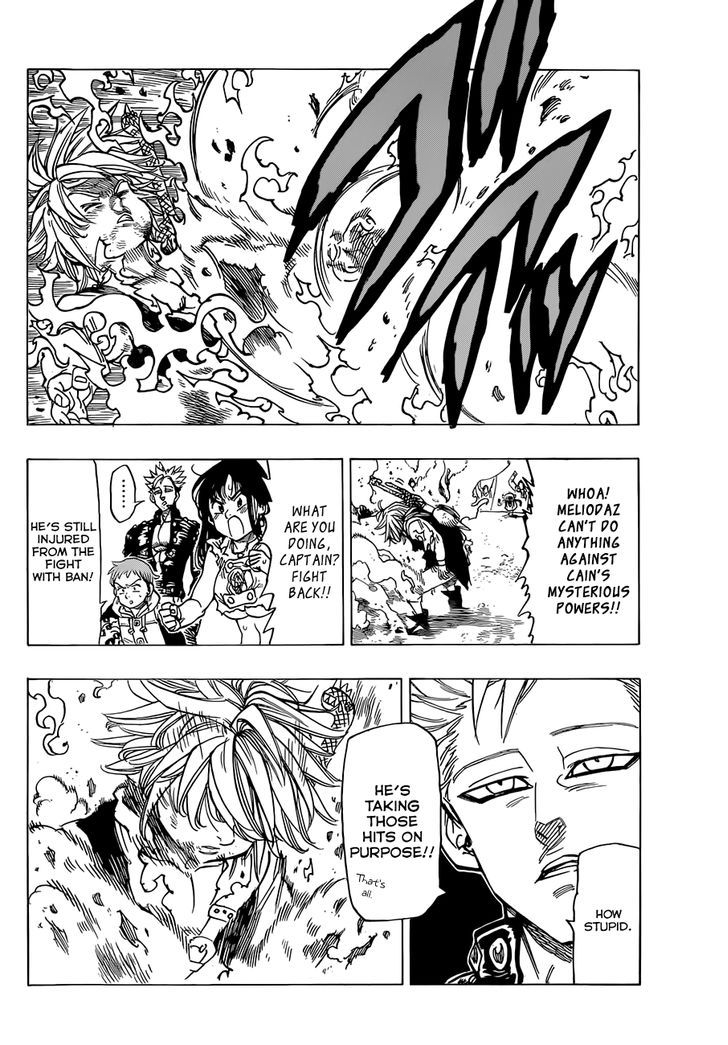 WHOA!
MELIODAZ
CAN'T DO
ANYTHING
AGAINST
CAIN'S
MYSTERIOUS
POWERS!!
WHAT
ARE YOU
DOING,
CAPTAIN?
FIGHT
BACK!!
......
HE'S STILL
INJURED
FROM THE
FIGHT
WITH BAN!
HOW
STUPID.
HE'S
TAKING
THOSE
HITS ON
PURPOSE!!
That's
all.